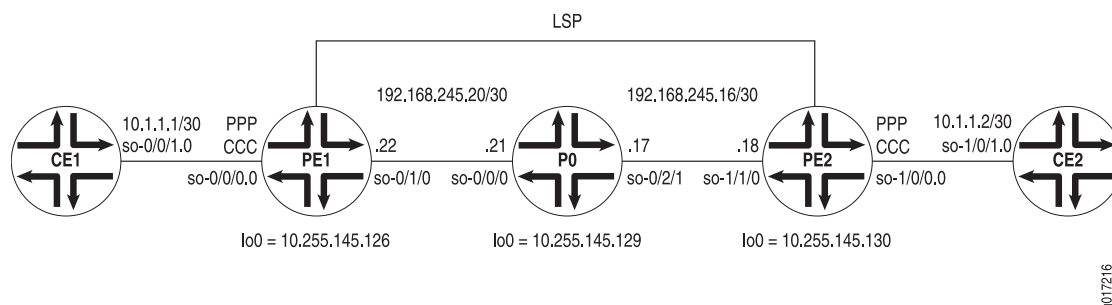 LSP
192.168.245.20/30
192.168.245.16/30
10.1.1.1/30
so-0/0/1.0
PPP
CCC
so-0/0/0.0
CE1
PE1
.22
so-0/1/0
.21
so-0/0/0
P0
.17
so-0/2/1
.18
so-1/1/0
PE2
PPP
CCC
so-1/0/0.0
10.1.1.2/30
so-1/0/1.0
CE2
lo0 = 10.255.145.126
lo0 = 10.255.145.129
lo0 = 10.255.145.130